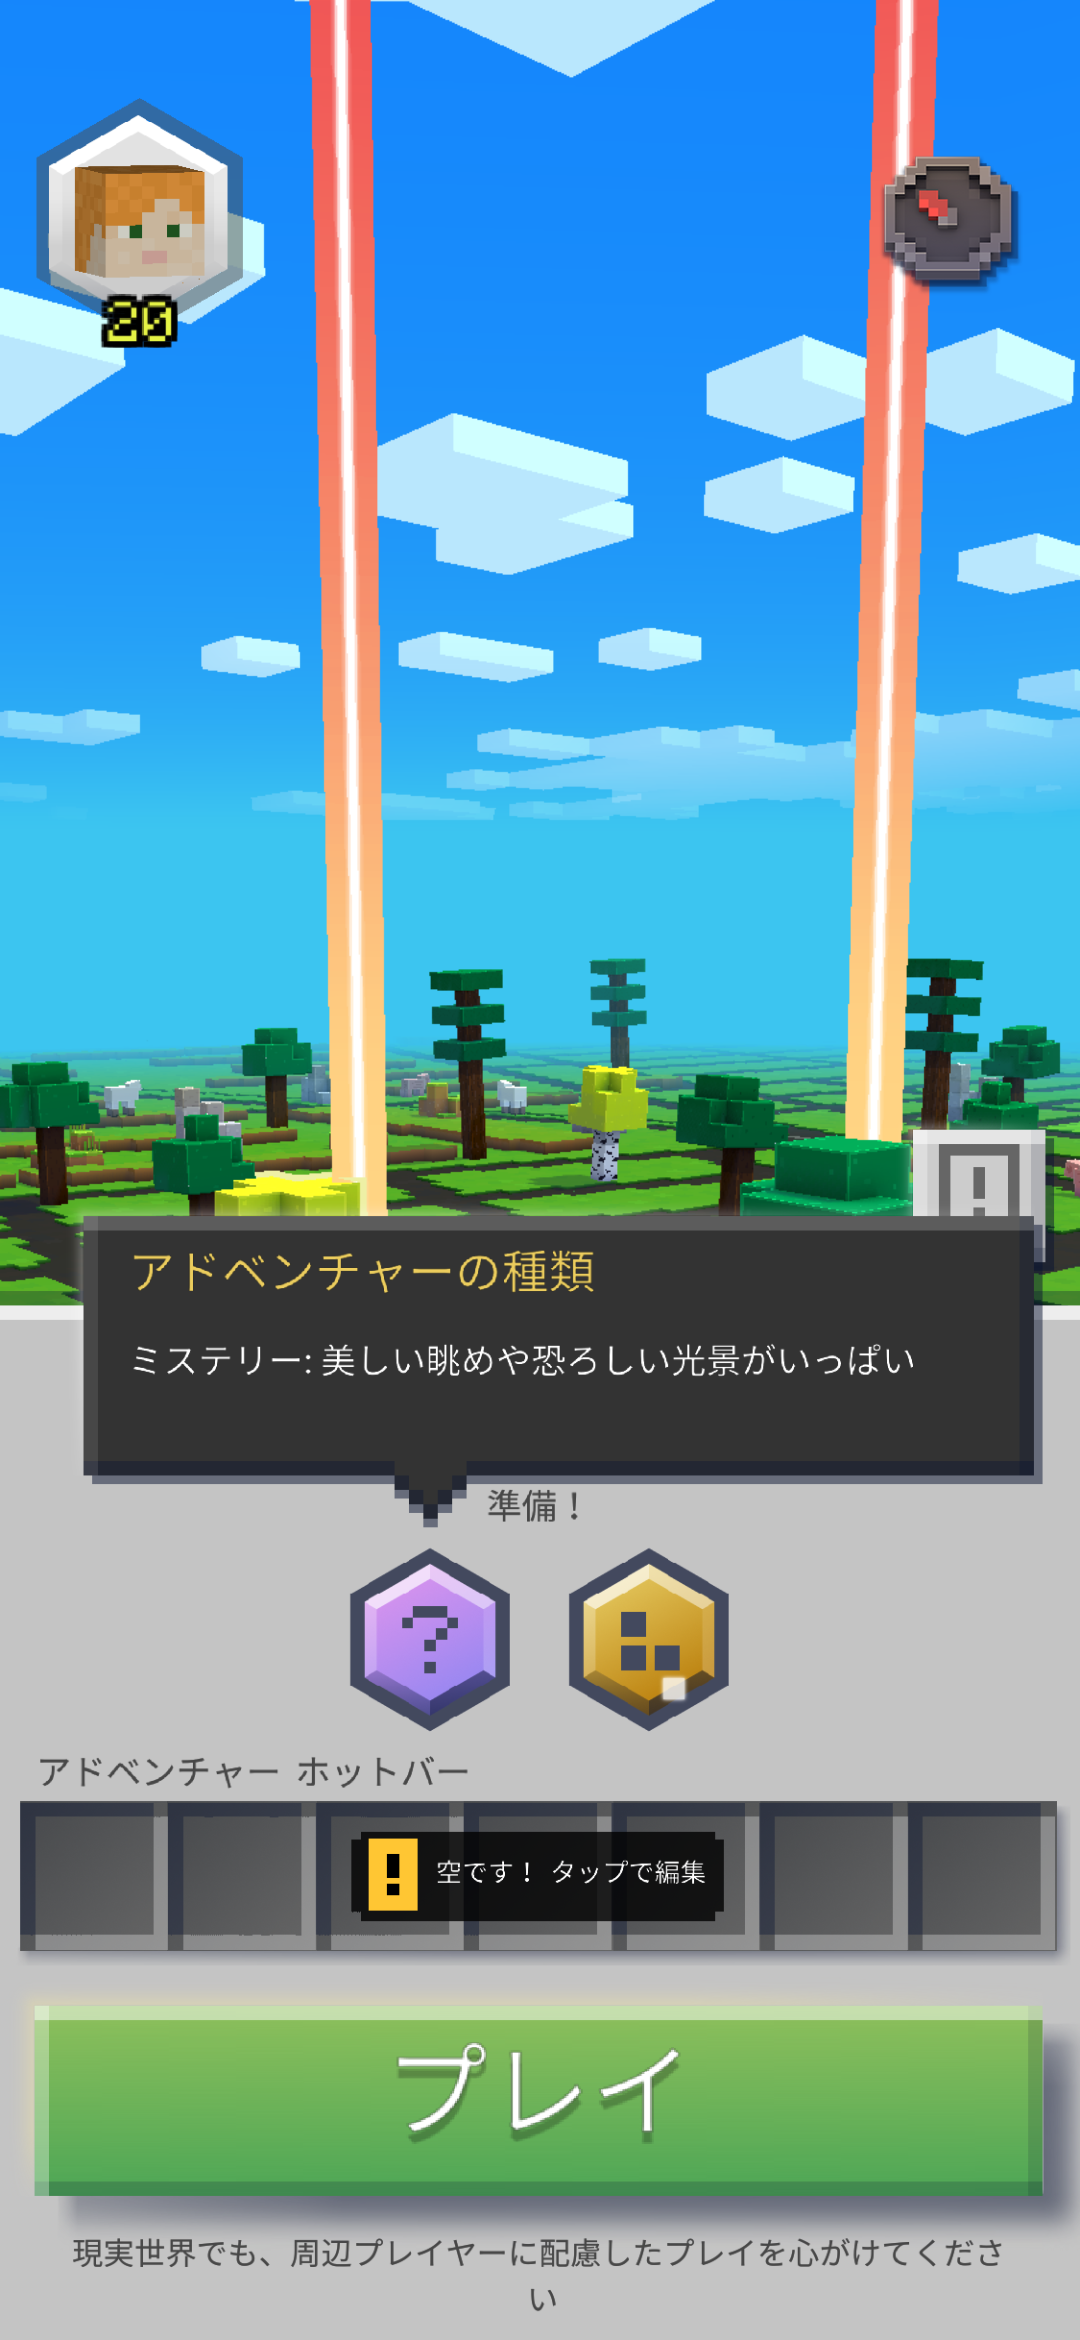 20
アドベンチャーの種類
ミステリー: 美しい眺めや恐ろしい光景がいっぱい
準備！
?
アドベンチャー ホットバー
! 空です！ タップで編集
プレイ
現実世界でも、周辺プレイヤーに配慮したプレイを心がけてくださ
い